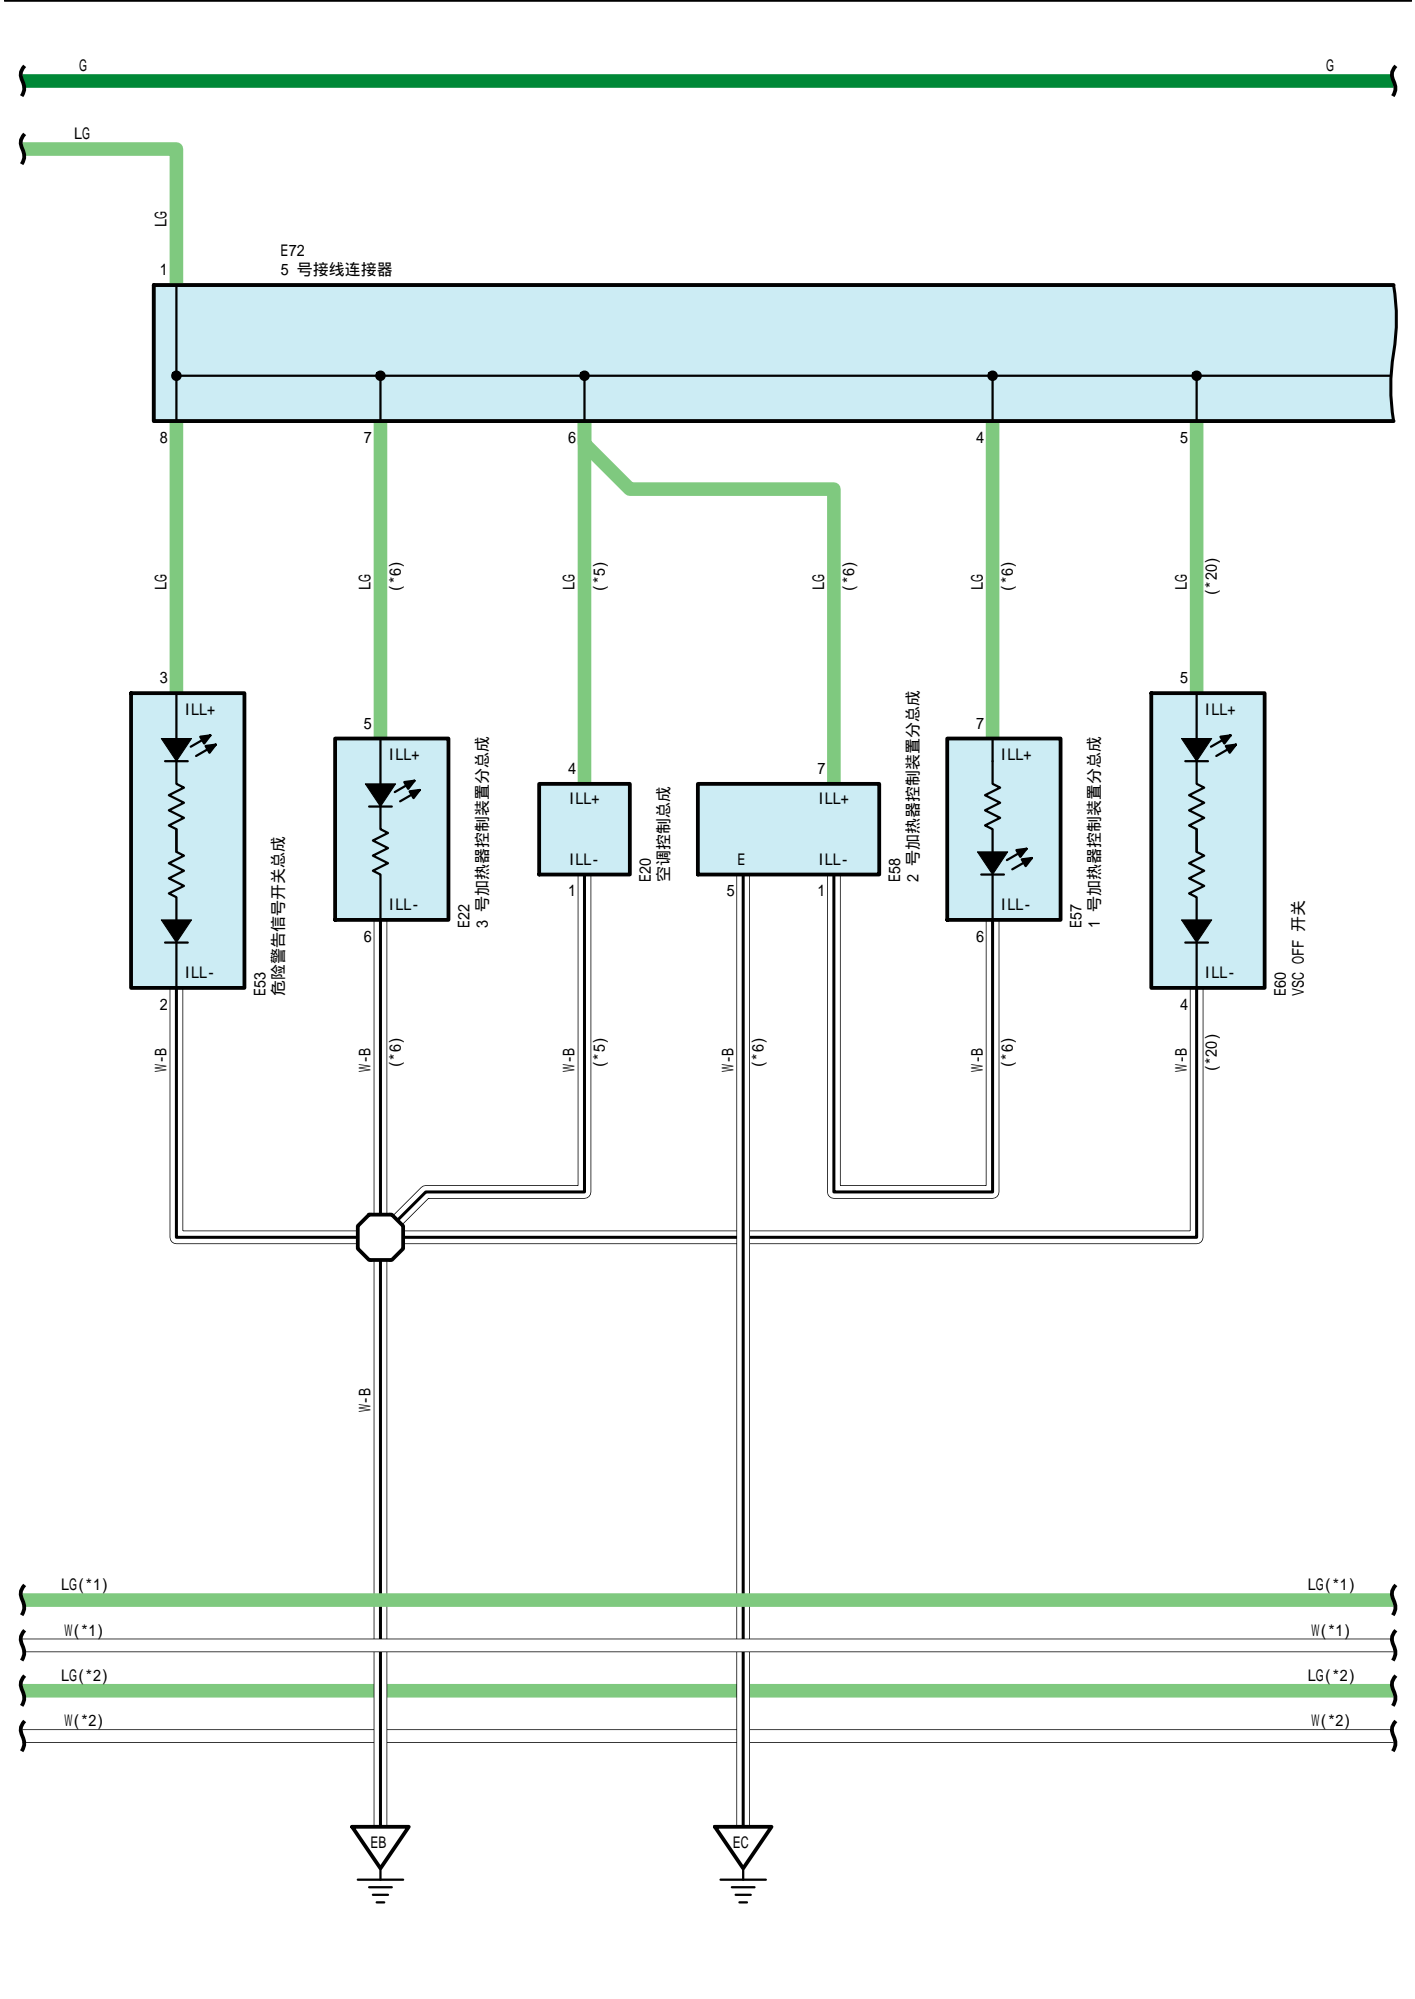 G G
LG
LG
E72
5 号接线连接器
1
8 7 6 4 5
LG LG (*6) LG (*5) LG (*6) LG (*6) LG (*20)
3 5 4 7 7 5
ILL+ ILL+ ILL+ ILL+ ILL+ ILL+
ILL- ILL- ILL- E ILL- ILL- ILL-
E53
危险警告信号开关总成
E22
3 号加热器控制装置分总成
E20
空调控制总成
E58
2 号加热器控制装置分总成
E57
1 号加热器控制装置分总成
E60
VSC OFF 开关
2 6 1 5 1 6 4
W-B W-B (*6) W-B (*5) W-B (*6) W-B (*6) W-B (*20)
W-B
LG(*1) LG(*1)
W(*1) W(*1)
LG(*2) LG(*2)
W(*2) W(*2)
EB EC